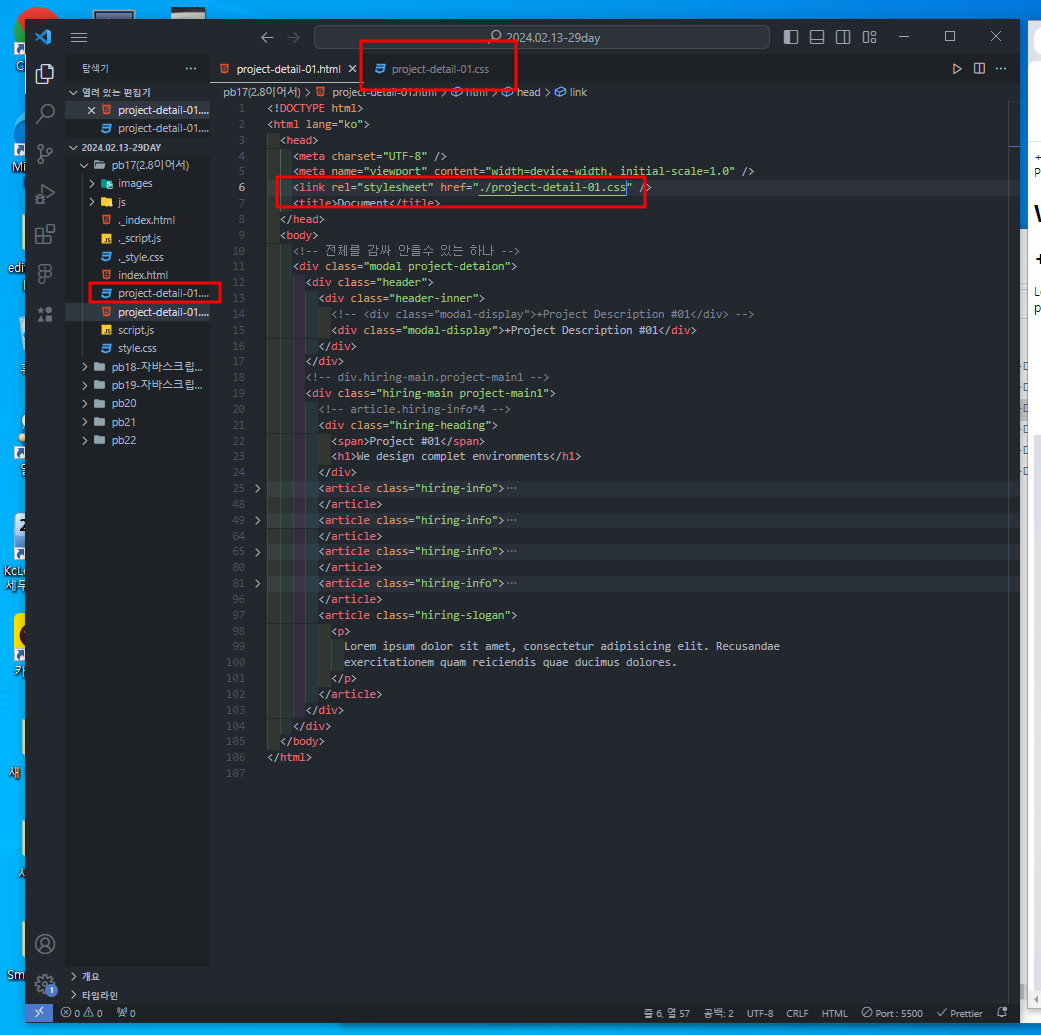 2024.02.13-29day
탐색기
project-detail-01.html
project-detail-01.css
열려 있는 편집기
pb17(2.8이어서) > project-detail-01.html > html > head > link
project-detail-01....
project-detail-01....
2024.02.13-29DAY
pb17(2.8이어서)
images
js
._index.html
._script.js
._style.css
index.html
project-detail-01....
project-detail-01....
script.js
style.css
pb18-자바스크립...
pb19-자바스크립...
pb20
pb21
pb22
개요
타임라인
1 <!DOCTYPE html>
2 <html lang="ko">
3 <head>
4 <meta charset="UTF-8" />
5 <meta name="viewport" content="width=device-width, initial-scale=1.0" />
6 <link rel="stylesheet" href="./project-detail-01.css" />
7 <title>Document</title>
8 </head>
9 <body>
10 <!-- 전체를 감싸 안을수 있는 하나 -->
11 <div class="modal project-detaion">
12 <div class="header">
13 <div class="header-inner">
14 <!-- <div class="modal-display">+Project Description #01</div> -->
15 <div class="modal-display">+Project Description #01</div>
16 </div>
17 </div>
18 <!-- div.hiring-main.project-main1 -->
19 <div class="hiring-main project-main1">
20 <!-- article.hiring-info*4 -->
21 <div class="hiring-heading">
22 <span>Project #01</span>
23 <h1>We design complet environments</h1>
24 </div>
25 <article class="hiring-info">…
48 </article>
49 <article class="hiring-info">…
64 </article>
65 <article class="hiring-info">…
80 </article>
81 <article class="hiring-info">…
96 </article>
97 <article class="hiring-slogan">
98 <p>
99 Lorem ipsum dolor sit amet, consectetur adipisicing elit. Recusandae
100 exercitationem quam reiciendis quae ducimus dolores.
101 </p>
102 </article>
103 </div>
104 </div>
105 </body>
106 </html>
107
0 0 0
줄 6, 열 57 공백: 2 UTF-8 CRLF HTML Port : 5500 Prettier
1